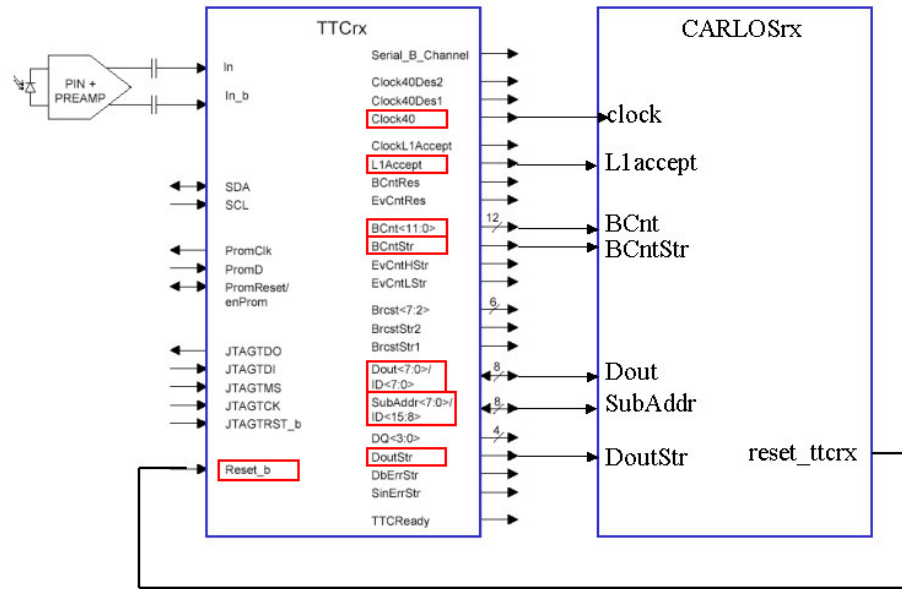 TTCrx
CARLOSrx
PIN +
PREAMP
In
In_b
SDA
SCL
PromClk
PromD
PromReset/
enProm
JTAGTDO
JTAGTDI
JTAGTMS
JTAGTCK
JTAGTRST_b
Reset_b
Serial_B_Channel
Clock40Des2
Clock40Des1
Clock40
ClockL1Accept
L1Accept
BCntRes
EvCntRes
BCnt<11:0>
12
BCntStr
EvCntHStr
EvCntLStr
Brcst<7:2>
6
BrcstStr2
BrcstStr1
Dout<7:0>/
ID<7:0>
8
SubAddr<7:0>/
ID<15:8>
8
DQ<3:0>
4
DoutStr
DbErrStr
SinErrStr
TTCReady
clock
L1accept
BCnt
BCntStr
Dout
SubAddr
DoutStr
reset_ttcrx